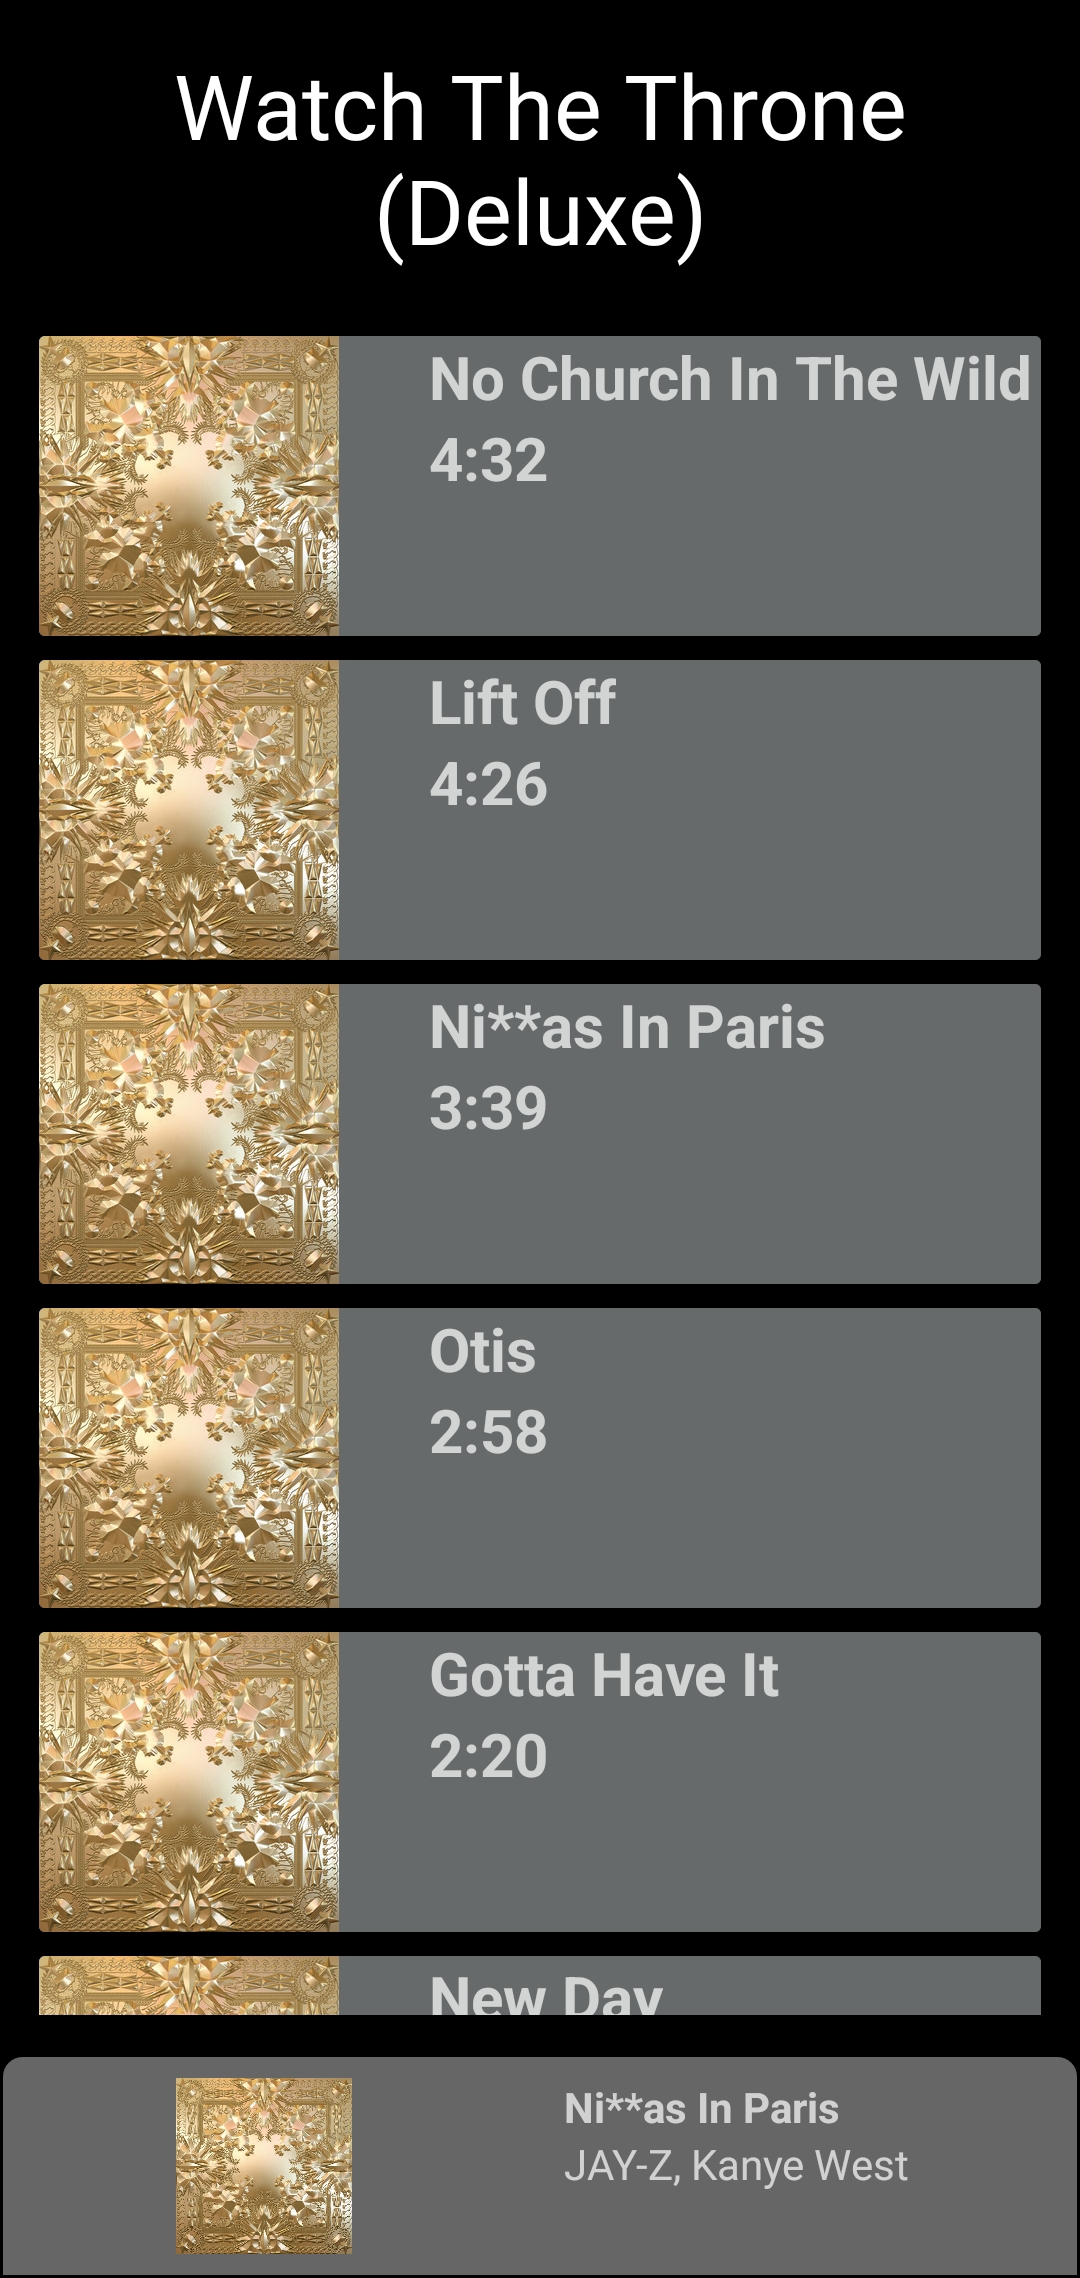 Watch The Throne
(Deluxe)
No Church In The Wild
4:32
Lift Off
4:26
Ni**as In Paris
3:39
Otis
2:58
Gotta Have It
2:20
New Day
Ni**as In Paris
JAY-Z, Kanye West